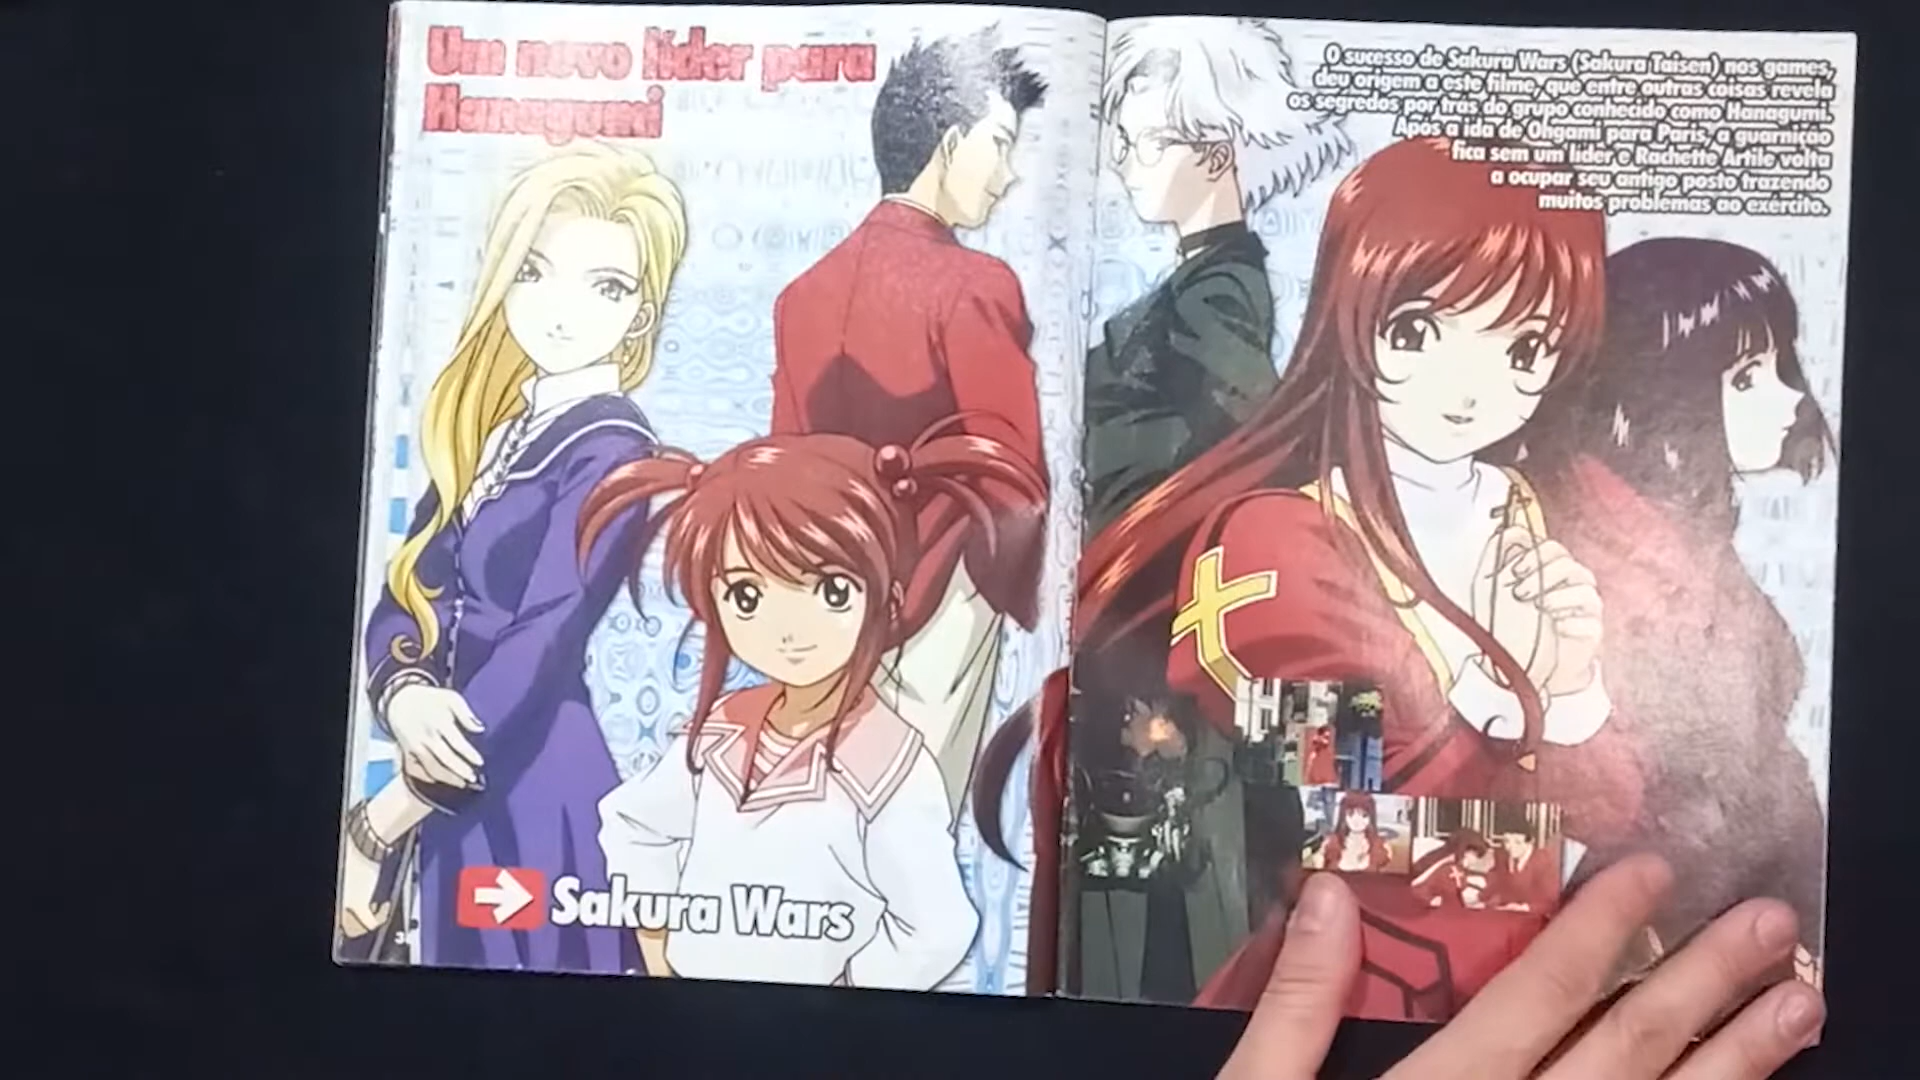 Um novo líder para
Hanagumi
O sucesso de Sakura Wars (Sakura Taisen) nos games,
deu origem a este filme, que entre outras coisas revela
os segredos por trás do grupo conhecido como Hanagumi.
Após a ida de Ohgami para Paris, a guarnição
fica sem um líder e Rachette Artile volta
a ocupar seu antigo posto trazendo
muitos problemas ao exército.
Sakura Wars